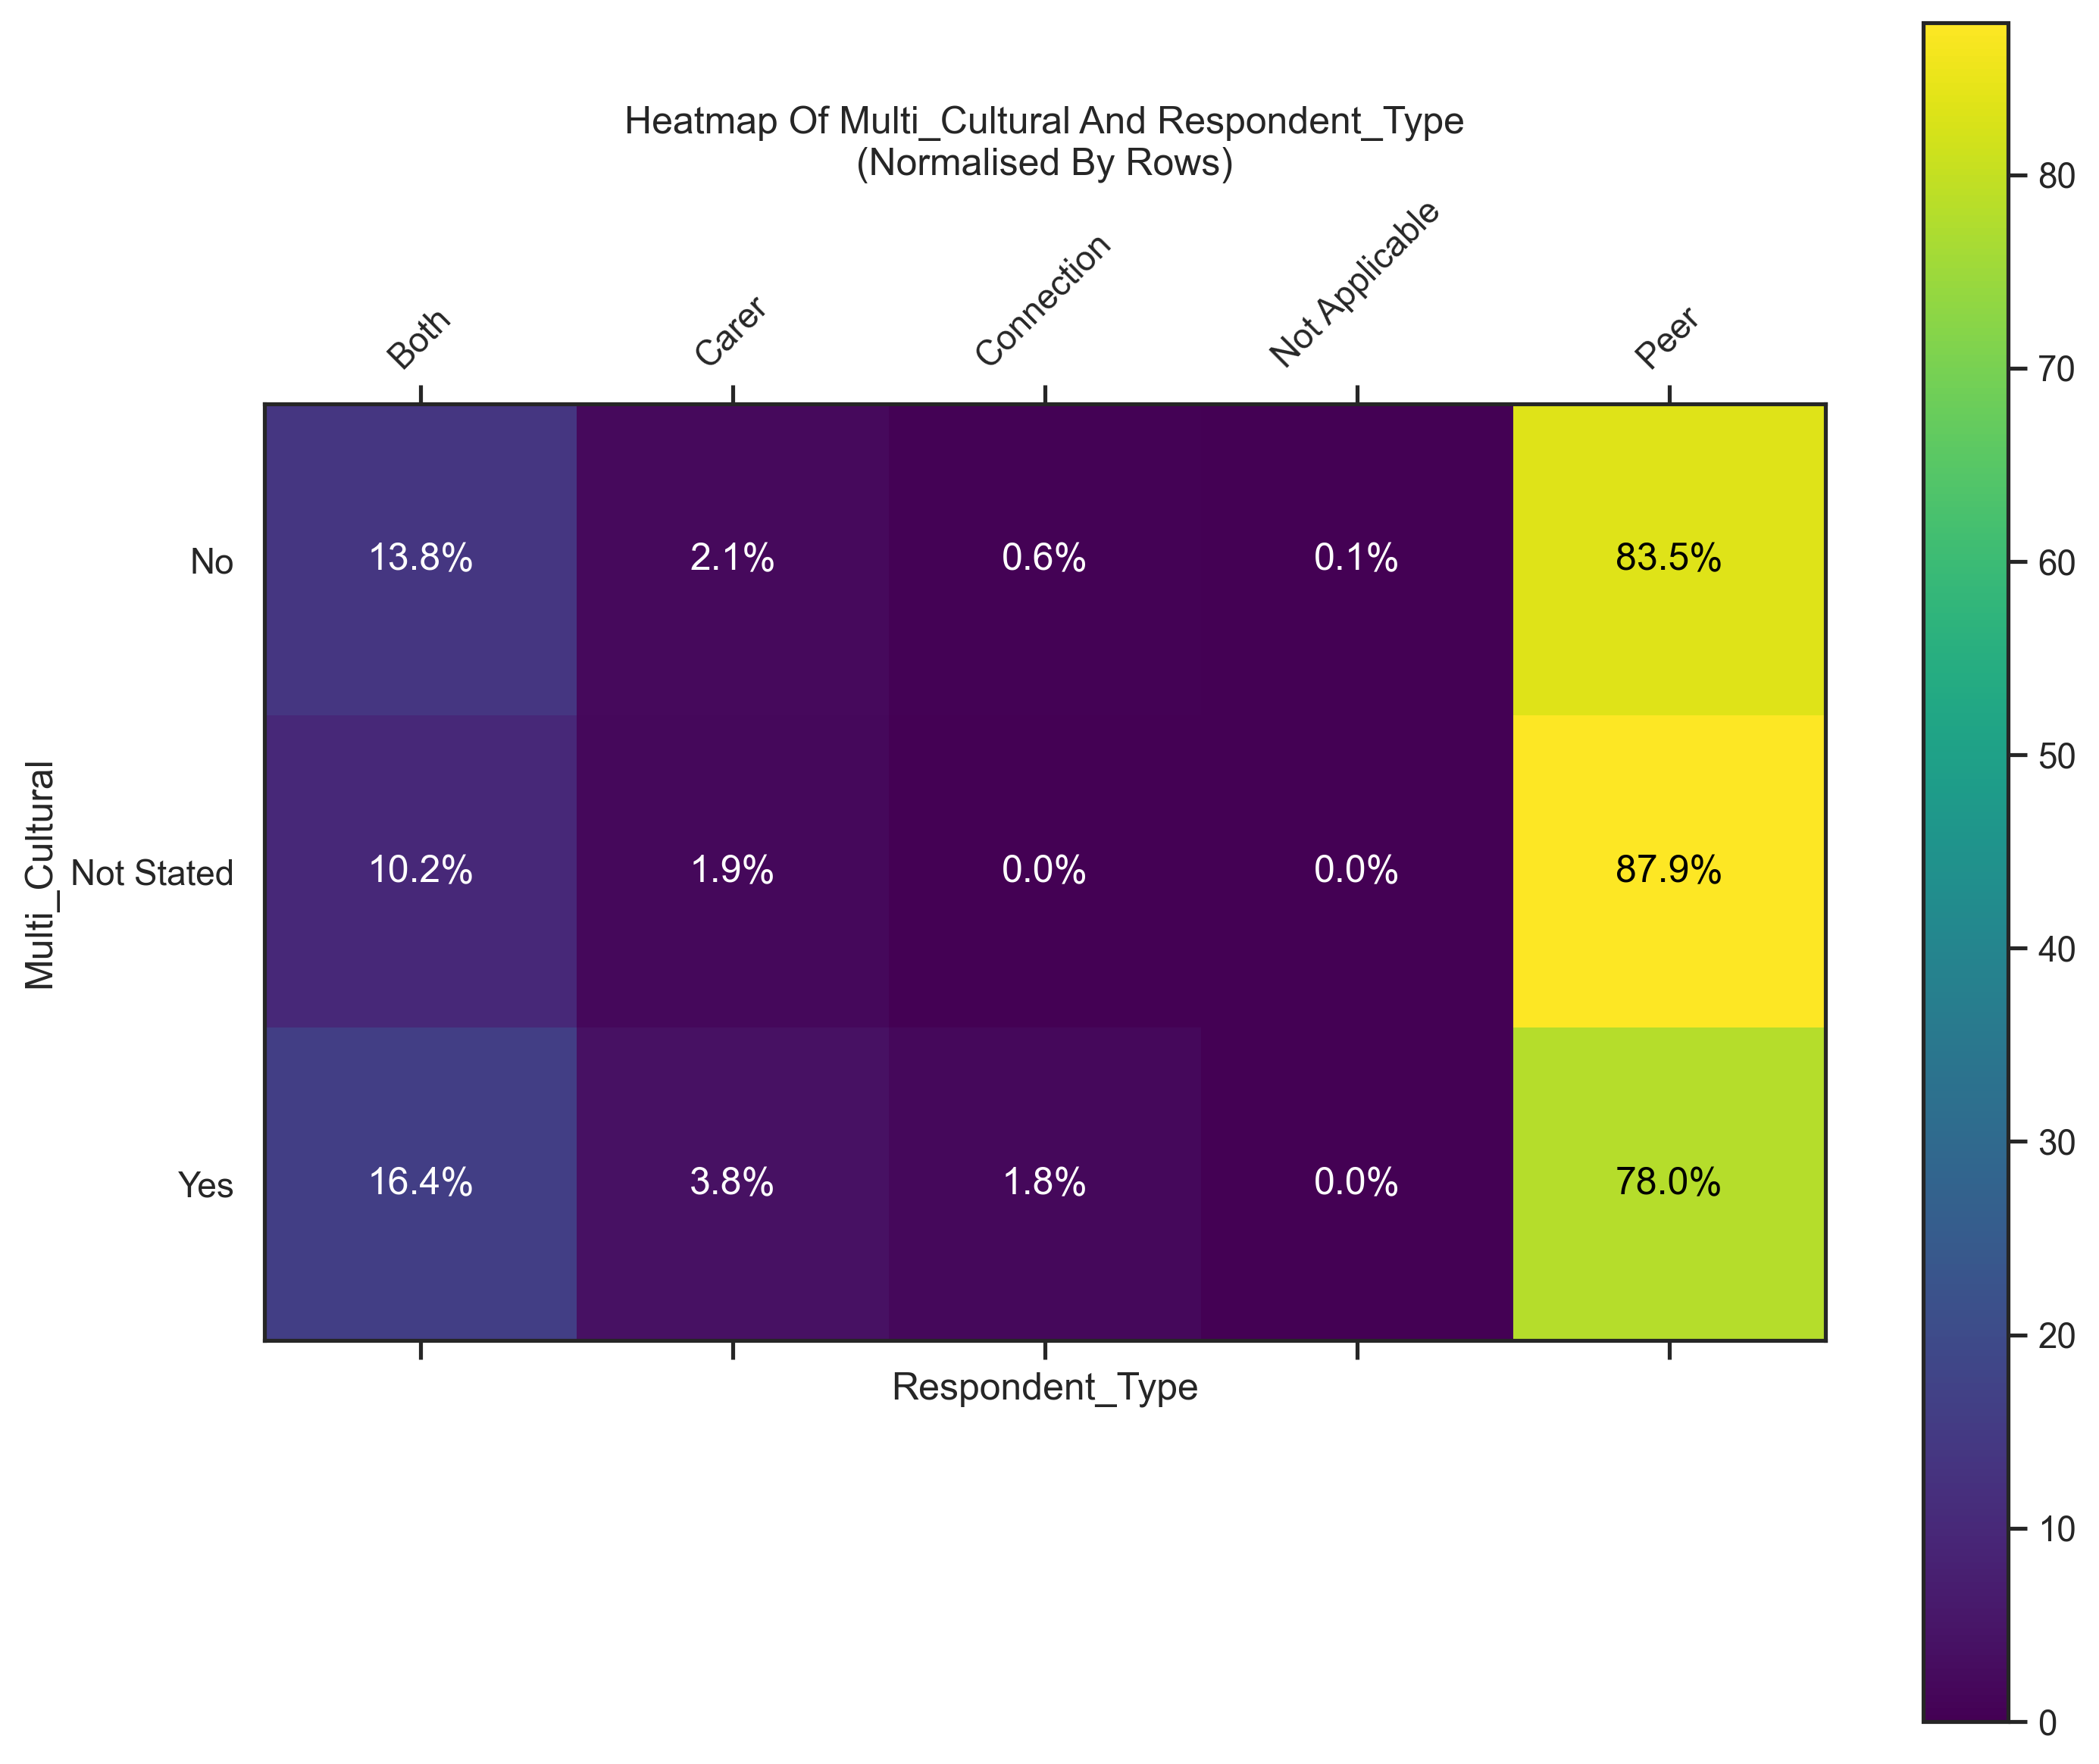 Heatmap Of Multi_Cultural And Respondent_Type
(Normalised By Rows)
Both
Carer
Connection
Not Applicable
Peer
Multi_Cultural
No
13.8%
2.1%
0.6%
0.1%
83.5%
Not Stated
10.2%
1.9%
0.0%
0.0%
87.9%
Yes
16.4%
3.8%
1.8%
0.0%
78.0%
Respondent_Type
80
70
60
50
40
30
20
10
0